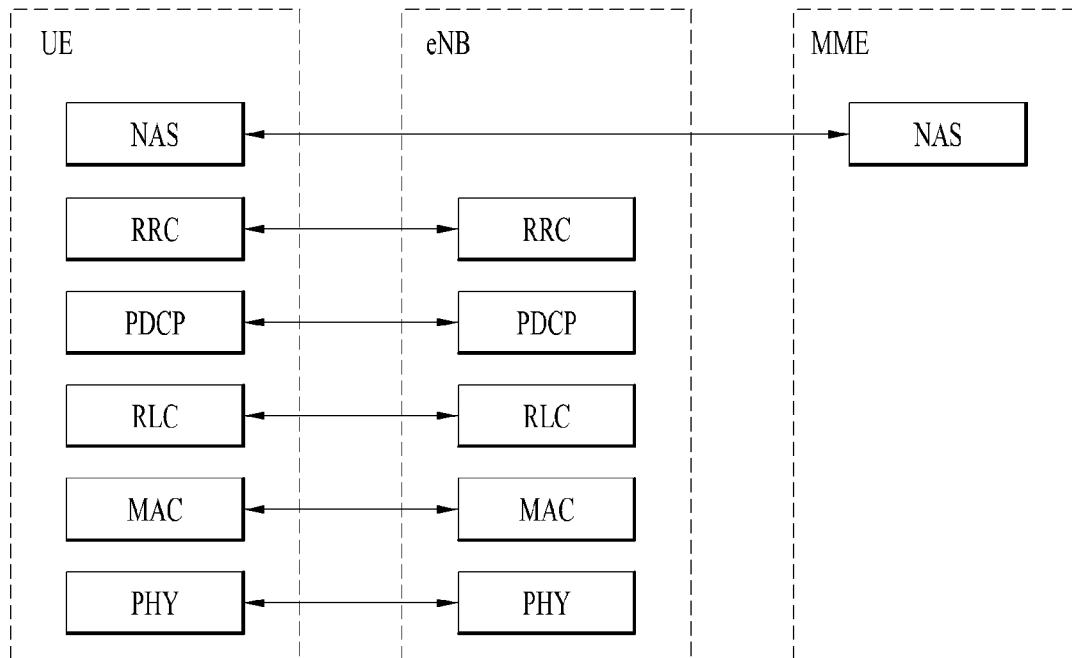 UE eNB MME
NAS NAS
RRC RRC
PDCP PDCP
RLC RLC
MAC MAC
PHY PHY